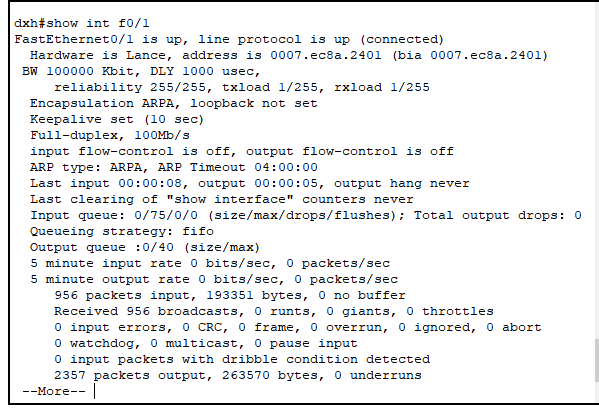 dxh#show int f0/1
FastEthernet0/1 is up, line protocol is up (connected)
Hardware is Lance, address is 0007.ec8a.2401 (bia 0007.ec8a.2401)
BW 100000 Kbit, DLY 1000 usec,
reliability 255/255, txload 1/255, rxload 1/255
Encapsulation ARPA, loopback not set
Keepalive set (10 sec)
Full-duplex, 100Mb/s
input flow-control is off, output flow-control is off
ARP type: ARPA, ARP Timeout 04:00:00
Last input 00:00:08, output 00:00:05, output hang never
Last clearing of "show interface" counters never
Input queue: 0/75/0/0 (size/max/drops/flushes); Total output drops: 0
Queueing strategy: fifo
Output queue :0/40 (size/max)
5 minute input rate 0 bits/sec, 0 packets/sec
5 minute output rate 0 bits/sec, 0 packets/sec
956 packets input, 193351 bytes, 0 no buffer
Received 956 broadcasts, 0 runts, 0 giants, 0 throttles
0 input errors, 0 CRC, 0 frame, 0 overrun, 0 ignored, 0 abort
0 watchdog, 0 multicast, 0 pause input
0 input packets with dribble condition detected
2357 packets output, 263570 bytes, 0 underruns
--More--